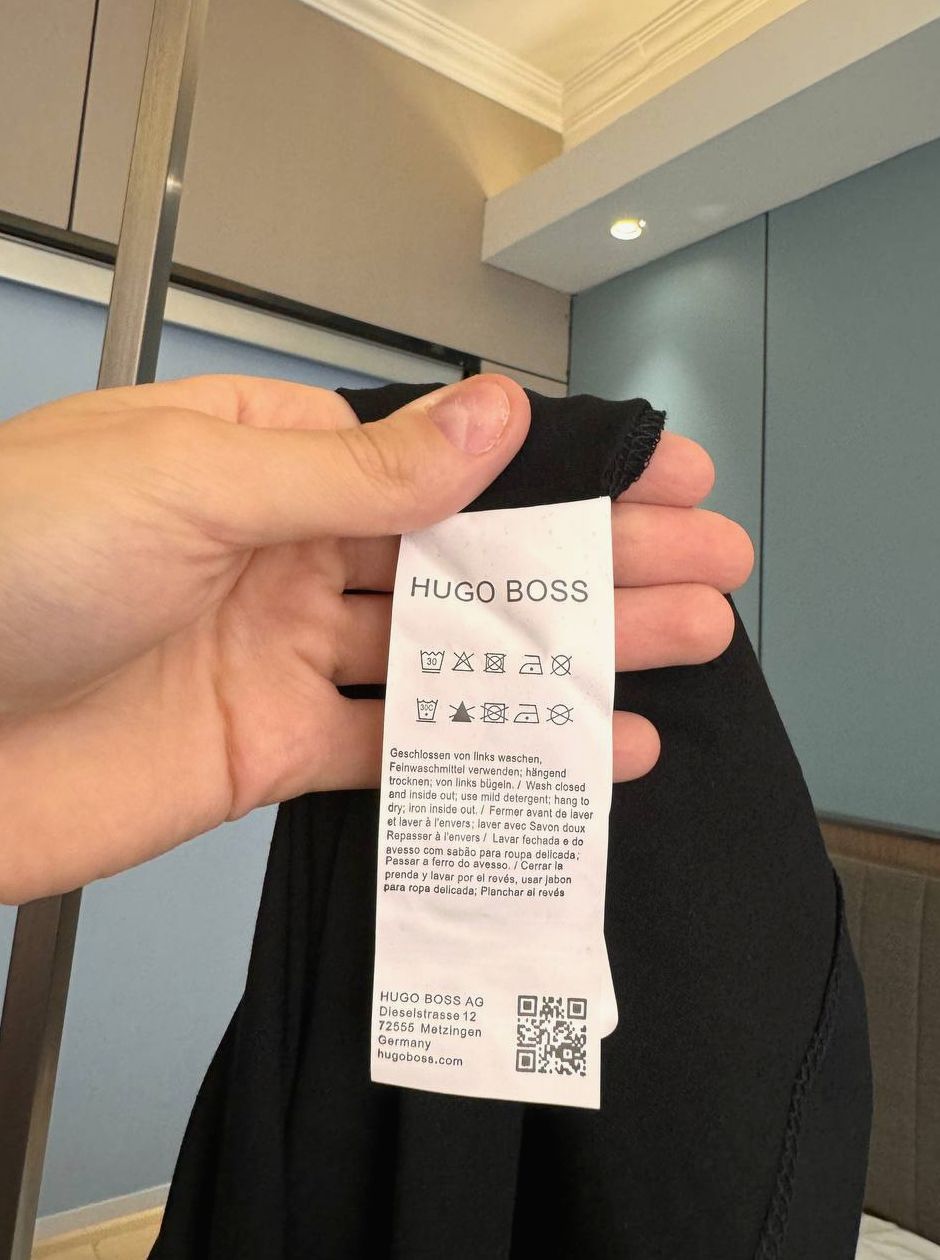 HUGO BOSS
30
30C
Geschlossen von links waschen,
Feinwaschmittel verwenden; hängend
trocknen; von links bügeln. / Wash closed
and inside out; use mild detergent; hang to
dry; iron inside out. / Fermer avant de laver
et laver à l'envers; laver avec Savon doux
Repasser à l'envers / Lavar fechada e do
avesso com sabão para roupa delicada;
Passar a ferro do avesso. / Cerrar la
prenda y lavar por el revés, usar jabon
para ropa delicada; Planchar al revés
HUGO BOSS AG
Dieselstrasse 12
72555 Metzingen
Germany
hugoboss.com